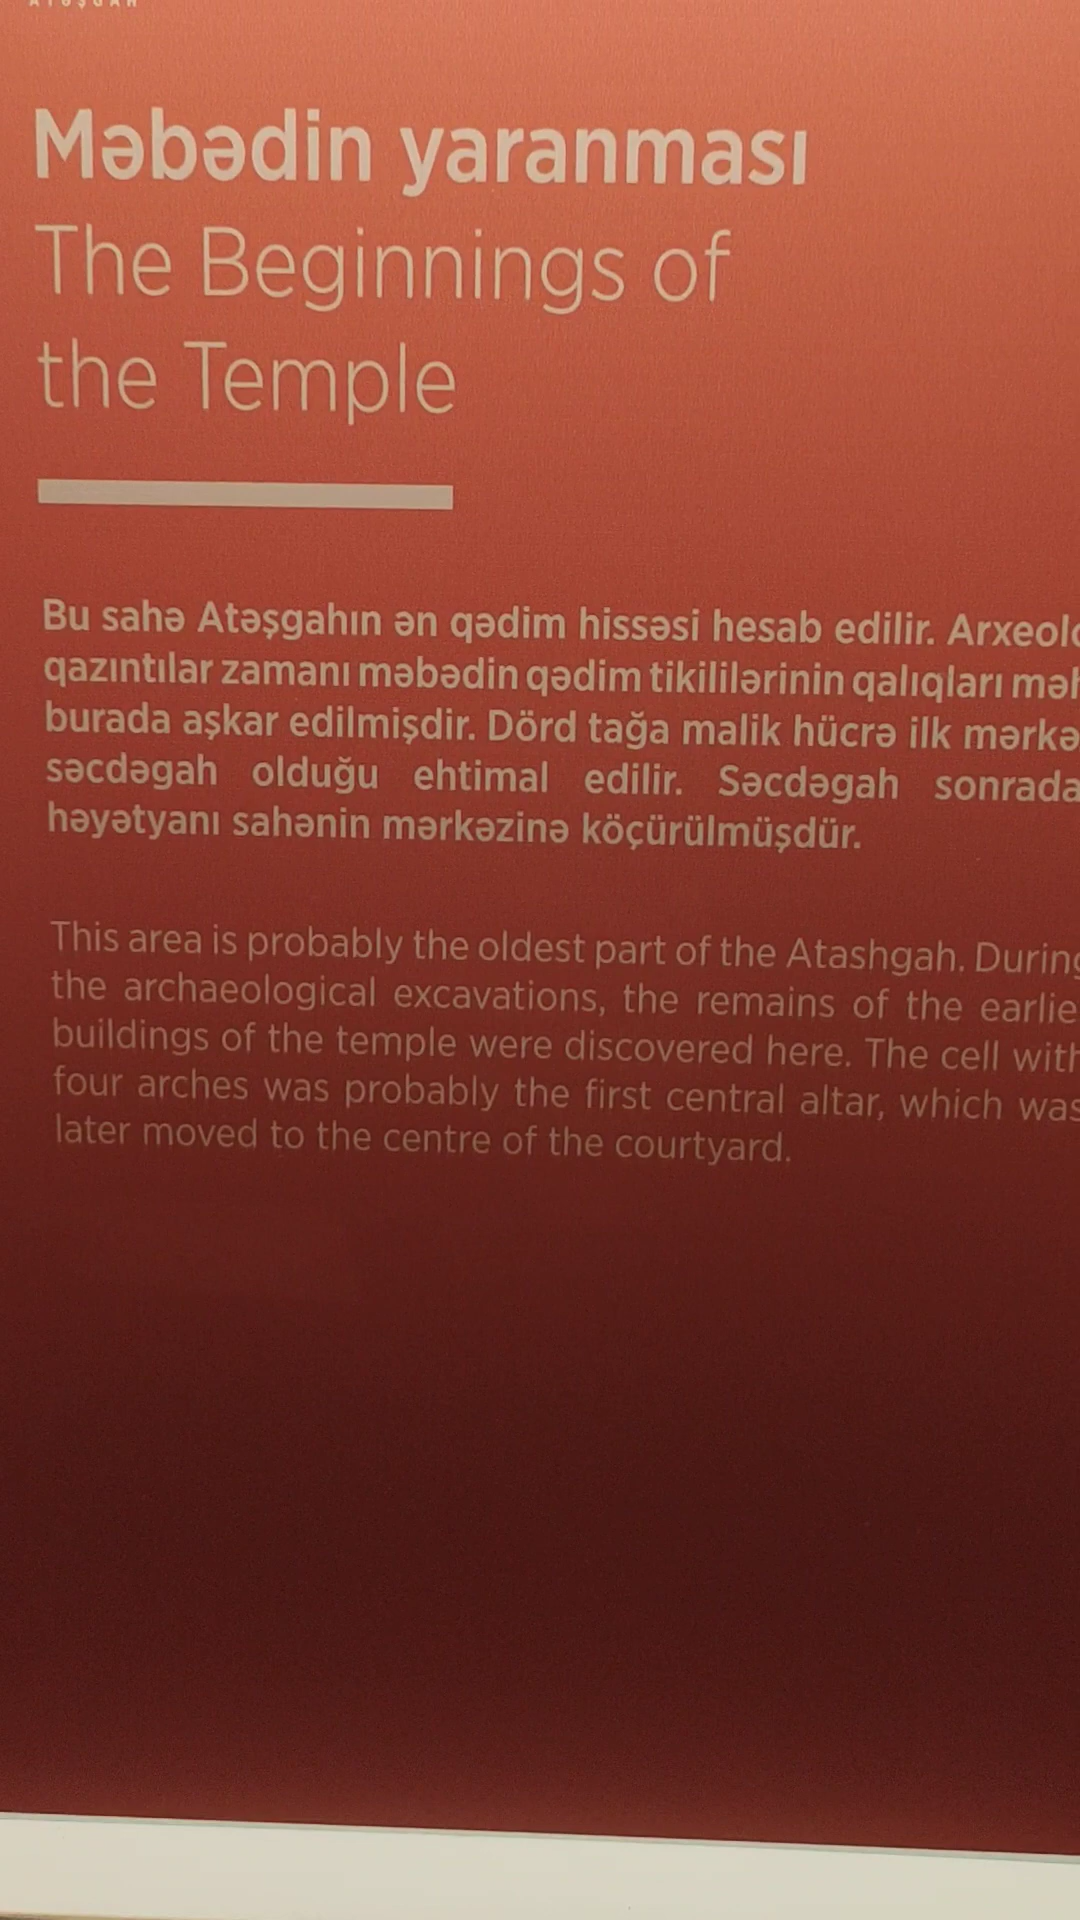 Məbədin yaranması
The Beginnings of
the Temple
Bu sahə Atəşgahın ən qədim hissəsi hesab edilir.
qazıntılar zamanı məbədin qədim tikililərinin qalıqları
burada aşkar edilmişdir. Dörd tağa malik hücrə ilk
səcdəgah olduğu ehtimal edilir. Səcdəgah
həyətyanı sahənin mərkəzinə köçürülmüşdür.
This area is probably the oldest part of the Atashgah. During
the archaeological excavations, the remains of the
buildings of the temple were discovered here. The cell with
four arches was probably the first central altar, which was
later moved to the centre of the courtyard.